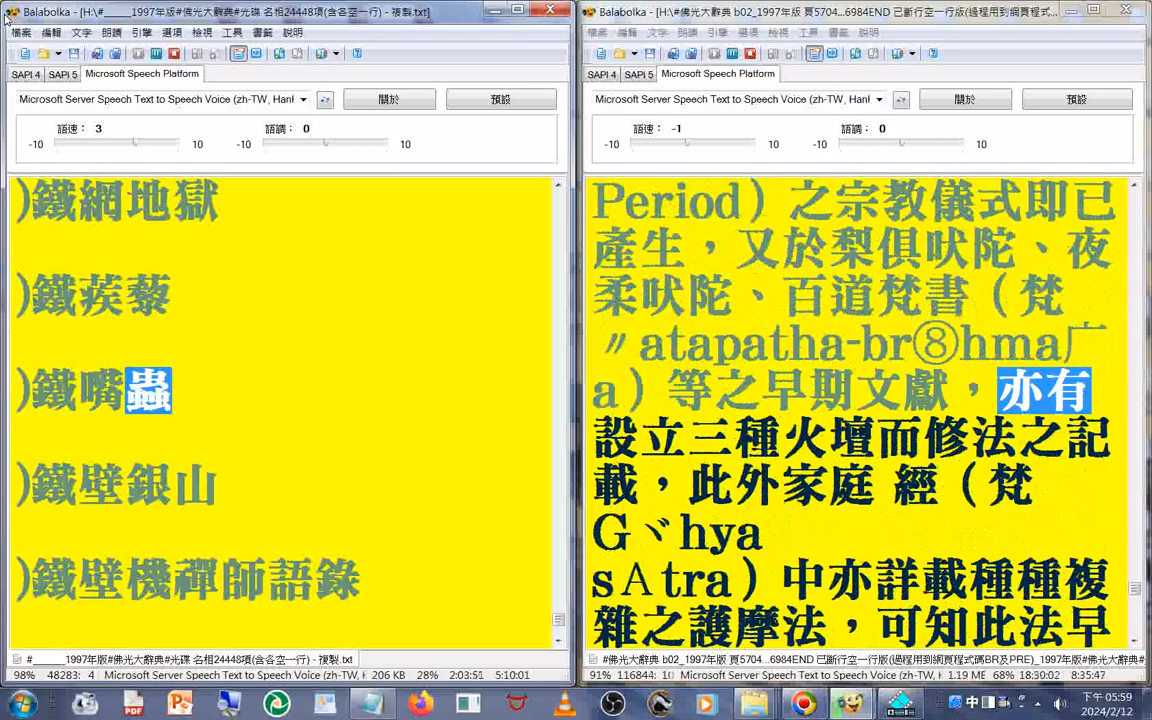 Balabolka - [H:\#_____1997年版#佛光大辭典#光碟 名相24448項(含各空一行) - 複製.txt]
檔案 編輯 文字 朗讀 引擎 選項 檢視 工具 書籤 說明
SAPI 4 SAPI 5 Microsoft Speech Platform
Microsoft Server Speech Text to Speech Voice (zh-TW, Hanl
關於
預設
語速： 3
語調： 0
-10 10 -10 10
)鐵網地獄
)鐵蒺藜
)鐵嘴蟲
)鐵壁銀山
)鐵壁機禪師語錄
#_____1997年版#佛光大辭典#光碟 名相24448項(含各空一行) - 複製.txt
98% 48283: 4 Microsoft Speech Platform: Microsoft Server Speech Text to Speech Voice (zh-TW, H 206 KB 28% 2:03:51 5:10:01
Balabolka - [H:\#佛光大辭典 b02_1997年版 頁5704...6984END 已斷行空一行版(過程用到網頁程式...
檔案 編輯 文字 朗讀 引擎 選項 檢視 工具 書籤 說明
SAPI 4 SAPI 5 Microsoft Speech Platform
Microsoft Server Speech Text to Speech Voice (zh-TW, Hanl
關於
預設
語速： -1
語調： 0
-10 10 -10 10
Period）之宗教儀式即已
產生，又於梨俱吠陀、夜
柔吠陀、百道梵書（梵
〃atapatha-br⑧hma广
a）等之早期文獻，亦有
設立三種火壇而修法之記
載，此外家庭 經（梵
Gヾhya
sＡtra）中亦詳載種種複
雜之護摩法，可知此法早
#佛光大辭典 b02_1997年版 頁5704...6984END 已斷行空一行版(過程用到網頁程式碼BR及PRE)_1997年版#佛光大辭典#
91% 116844: 10 Microsoft Speech Platform: Microsoft Server Speech Text to Speech Voice (zh-TW, H 1.19 MB 68% 18:30:02 8:35:47
下午 05:59
2024/2/12